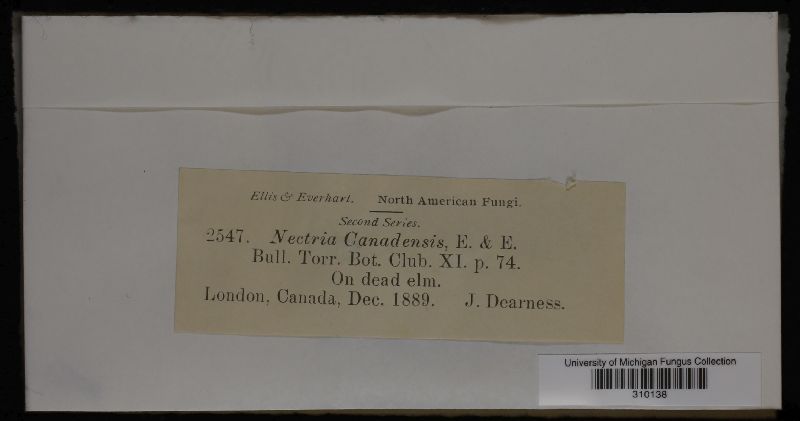 Ellis & Everhart. North American Fungi.
Second Series.
2547. Nectria Canadensis, E. & E.
Bull. Torr. Bot. Club. XI. p. 74.
On dead elm.
London, Canada, Dec. 1889. J. Dearness.
University of Michigan Fungus Collection
310138